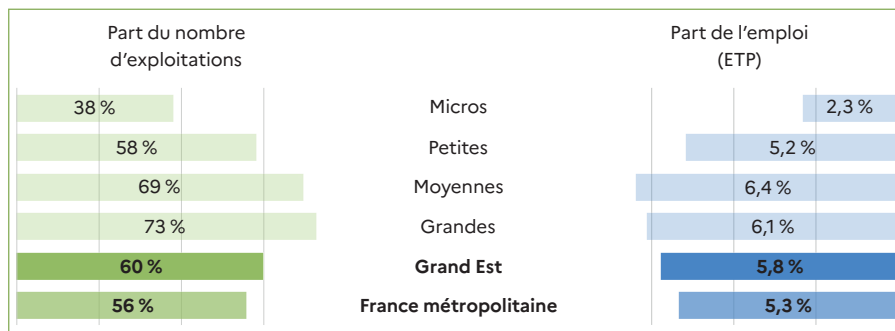 Part du nombre
d’exploitations
Part de l’emploi
(ETP)
38 % Micros 2,3 %
58 % Petites 5,2 %
69 % Moyennes 6,4 %
73 % Grandes 6,1 %
60 % Grand Est 5,8 %
56 % France métropolitaine 5,3 %